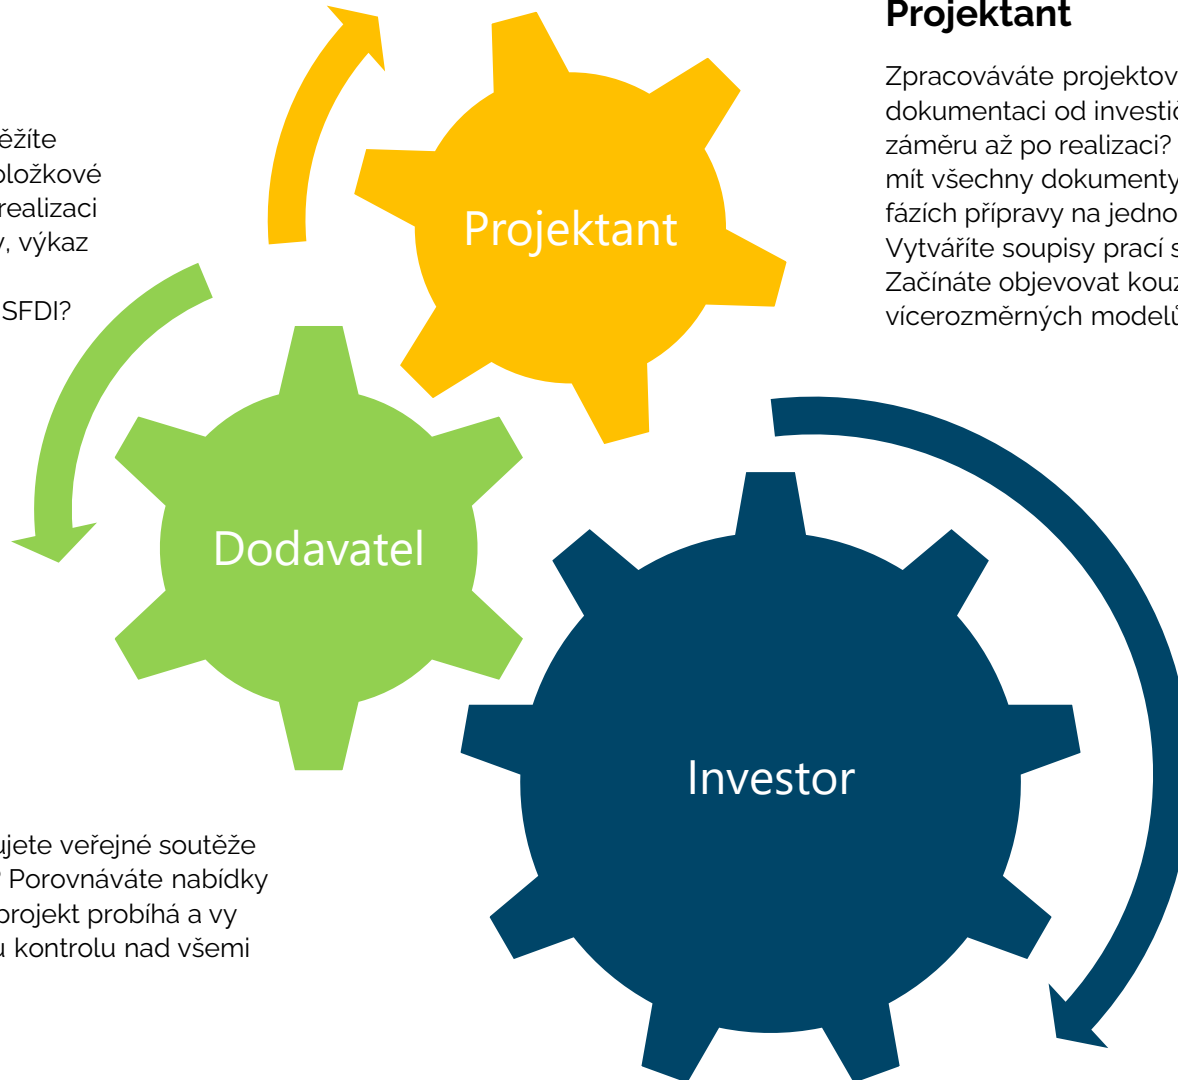 Projektant
Zpracováváte projektov
dokumentaci od investič
záměru až po realizaci?
mít všechny dokumenty
fázích přípravy na jedno
Vytváříte soupisy prací s
Začínáte objevovat kouz
vícerozměrných modelů
ěžíte
oložkové
realizaci
y, výkaz
SFDI?
Projektant
Dodavatel
Investor
ujete veřejné soutěže
? Porovnáváte nabídky
projekt probíhá a vy
u kontrolu nad všemi